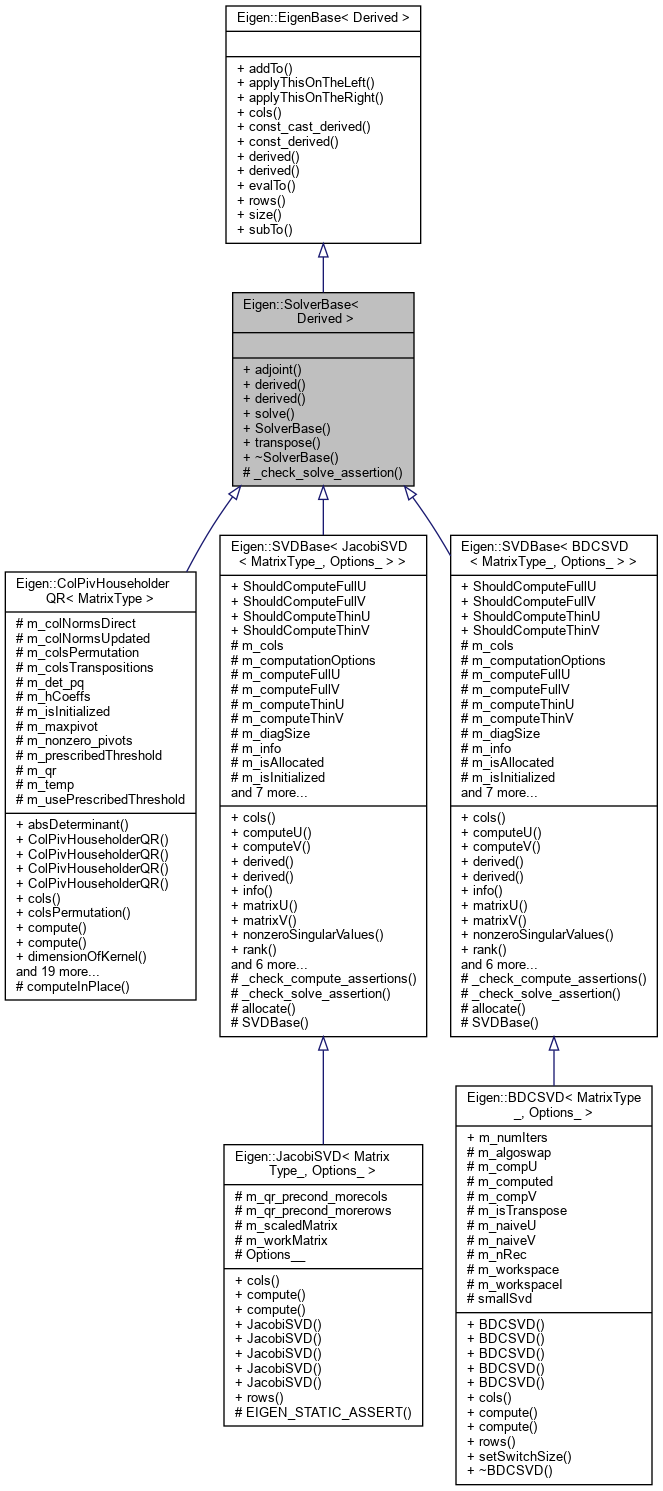 Eigen::EigenBase< Derived >
+ addTo()
+ applyThisOnTheLeft()
+ applyThisOnTheRight()
+ cols()
+ const_cast_derived()
+ const_derived()
+ derived()
+ derived()
+ evalTo()
+ rows()
+ size()
+ subTo()
Eigen::SolverBase<
Derived >
+ adjoint()
+ derived()
+ derived()
+ solve()
+ SolverBase()
+ transpose()
+ ~SolverBase()
# _check_solve_assertion()
Eigen::ColPivHouseholder
QR< MatrixType >
# m_colNormsDirect
# m_colNormsUpdated
# m_colsPermutation
# m_colsTranspositions
# m_det_pq
# m_hCoeffs
# m_isInitialized
# m_maxpivot
# m_nonzero_pivots
# m_prescribedThreshold
# m_qr
# m_temp
# m_usePrescribedThreshold
+ absDeterminant()
+ ColPivHouseholderQR()
+ ColPivHouseholderQR()
+ ColPivHouseholderQR()
+ ColPivHouseholderQR()
+ cols()
+ colsPermutation()
+ compute()
+ compute()
+ dimensionOfKernel()
and 19 more...
# computeInPlace()
Eigen::SVDBase< JacobiSVD
< MatrixType_, Options_ > >
+ ShouldComputeFullU
+ ShouldComputeFullV
+ ShouldComputeThinU
+ ShouldComputeThinV
# m_cols
# m_computationOptions
# m_computeFullU
# m_computeFullV
# m_computeThinU
# m_computeThinV
# m_diagSize
# m_info
# m_isAllocated
# m_isInitialized
and 7 more...
+ cols()
+ computeU()
+ computeV()
+ derived()
+ derived()
+ info()
+ matrixU()
+ matrixV()
+ nonzeroSingularValues()
+ rank()
and 6 more...
# _check_compute_assertions()
# _check_solve_assertion()
# allocate()
# SVDBase()
Eigen::SVDBase< BDCSVD
< MatrixType_, Options_ > >
+ ShouldComputeFullU
+ ShouldComputeFullV
+ ShouldComputeThinU
+ ShouldComputeThinV
# m_cols
# m_computationOptions
# m_computeFullU
# m_computeFullV
# m_computeThinU
# m_computeThinV
# m_diagSize
# m_info
# m_isAllocated
# m_isInitialized
and 7 more...
+ cols()
+ computeU()
+ computeV()
+ derived()
+ derived()
+ info()
+ matrixU()
+ matrixV()
+ nonzeroSingularValues()
+ rank()
and 6 more...
# _check_compute_assertions()
# _check_solve_assertion()
# allocate()
# SVDBase()
Eigen::JacobiSVD< Matrix
Type_, Options_ >
# m_qr_precond_morecols
# m_qr_precond_morerows
# m_scaledMatrix
# m_workMatrix
# Options__
+ cols()
+ compute()
+ compute()
+ JacobiSVD()
+ JacobiSVD()
+ JacobiSVD()
+ JacobiSVD()
+ JacobiSVD()
+ rows()
# EIGEN_STATIC_ASSERT()
Eigen::BDCSVD< MatrixType
_, Options_ >
+ m_numIters
# m_algoswap
# m_compU
# m_computed
# m_compV
# m_isTranspose
# m_naiveU
# m_naiveV
# m_nRec
# m_workspace
# m_workspaceI
# smallSvd
+ BDCSVD()
+ BDCSVD()
+ BDCSVD()
+ BDCSVD()
+ BDCSVD()
+ cols()
+ compute()
+ compute()
+ rows()
+ setSwitchSize()
+ ~BDCSVD()